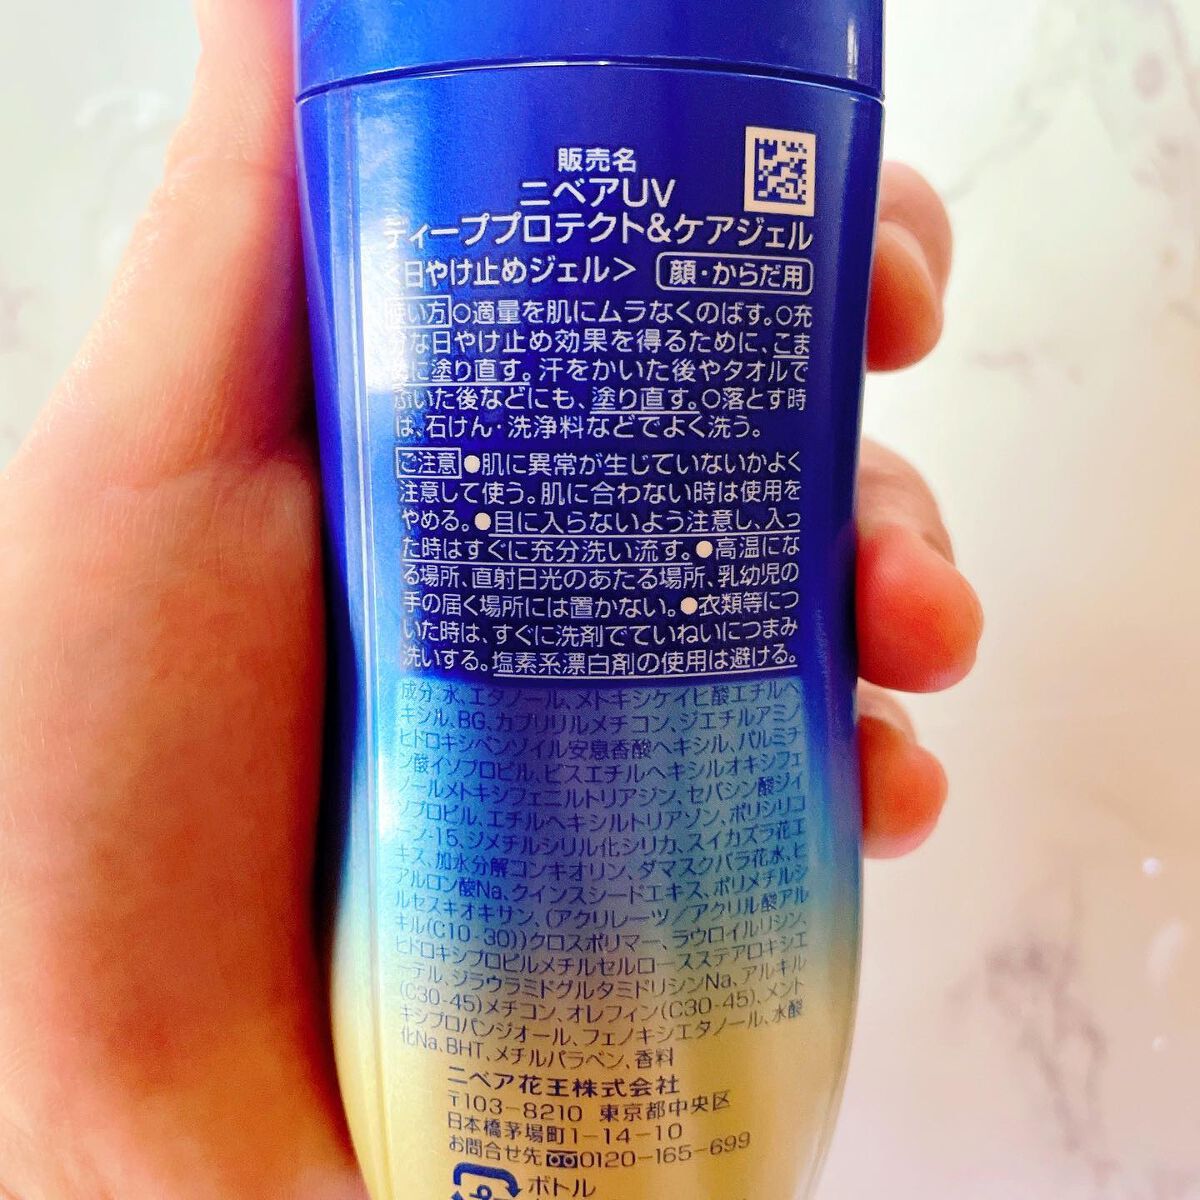 販売名
ニベアUV
ディーププロテクト&ケアジェル
<日やけ止めジェル> 顔・からだ用
使い方 ○適量を肌にムラなくのばす。○充
分な日やけ止め効果を得るために、こま
めに塗り直す。汗をかいた後やタオルで
ふいた後などにも、塗り直す。○落とす時
は、石けん・洗浄料などでよく洗う。
ご注意 ●肌に異常が生じていないかよく
注意して使う。肌に合わない時は使用を
やめる。●目に入らないよう注意し、入っ
た時はすぐに充分洗い流す。●高温にな
る場所、直射日光のあたる場所、乳幼児の
手の届く場所には置かない。●衣類等につ
いた時は、すぐに洗剤でていねいにつまみ
洗いする。塩素系漂白剤の使用は避ける。
成分:水、エタノール、メトキシケイヒ酸エチルヘ
キシル、BG、カプリリルメチコン、ジエチルアミノ
ヒドロキシベンゾイル安息香酸ヘキシル、パルミチ
ン酸イソプロピル、ビスエチルヘキシルオキシフェ
ノールメトキシフェニルトリアジン、セバシン酸ジイ
ソプロピル、エチルヘキシルトリアゾン、ポリシリコ
ーン-15、ジメチルシリル化シリカ、スイカズラ花エ
キス、加水分解コンキオリン、ダマスクバラ花水、ヒ
アルロン酸Na、クインスシードエキス、ポリメチルシ
ルセスキオキサン、(アクリレーツ/アクリル酸アル
キル(C10-30))クロスポリマー、ラウロイルリシン、
ヒドロキシプロピルメチルセルロースステアロキシエ
ーテル、ジラウラミドグルタミドリシンNa、アルキル
(C30-45)メチコン、オレフィン(C30-45)、メント
キシプロパンジオール、フェノキシエタノール、水酸
化Na、BHT、メチルパラベン、香料
ニベア花王株式会社
〒103-8210 東京都中央区
日本橋茅場町1-14-10
お問合せ先 0120-165-699
プラ ボトル